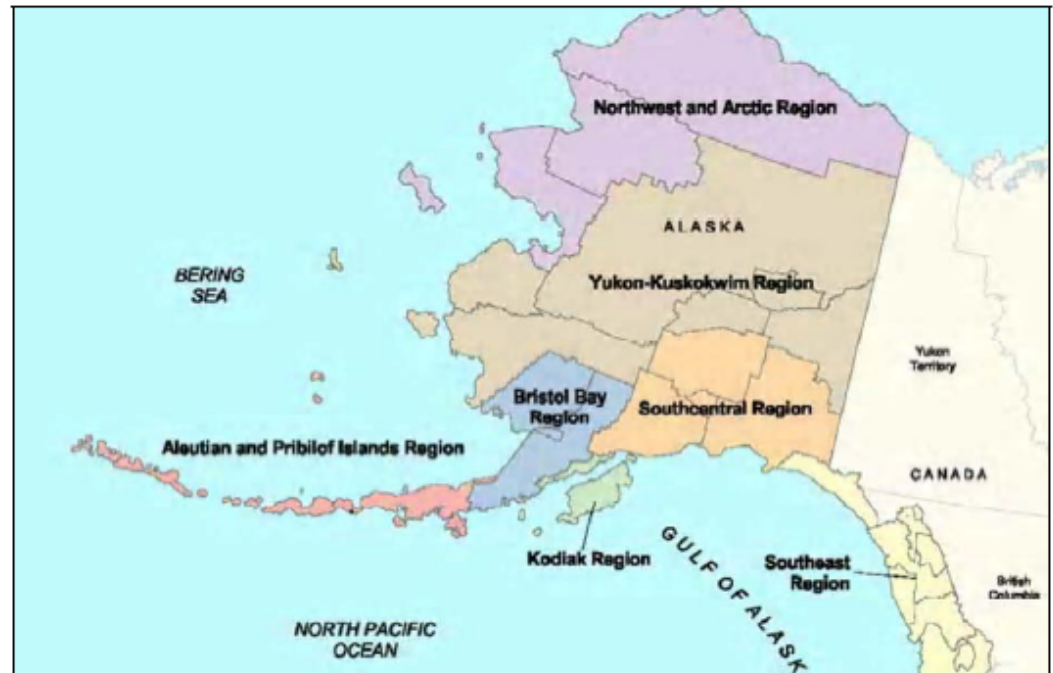 Northwest and Arctic Region
ALASKA
BERING
SEA
Yukon-Kuskokwim Region
Yukon
Territory
Bristol Bay
Region
Southcentral Region
Aleutian and Pribilof Islands Region
CANADA
Kodiak Region
GULF OF ALASK
Southeast
Region
British
Columbia
NORTH PACIFIC
OCEAN